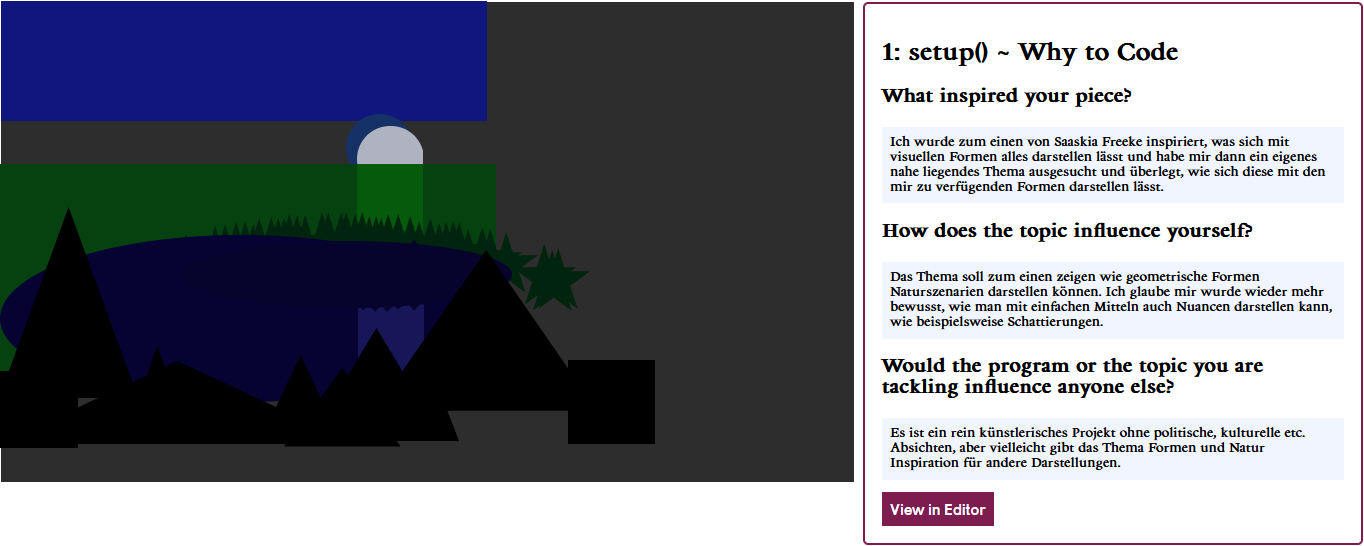 1: setup() ~ Why to Code
What inspired your piece?
Ich wurde zum einen von Saaskia Freeke inspiriert, was sich mit
visuellen Formen alles darstellen lässt und habe mir dann ein eigenes
nahe liegendes Thema ausgesucht und überlegt, wie sich diese mit den
mir zu verfügenden Formen darstellen lässt.
How does the topic influence yourself?
Das Thema soll zum einen zeigen wie geometrische Formen
Naturszenarien darstellen können. Ich glaube mir wurde wieder mehr
bewusst, wie man mit einfachen Mitteln auch Nuancen darstellen kann,
wie beispielsweise Schattierungen.
Would the program or the topic you are
tackling influence anyone else?
Es ist ein rein künstlerisches Projekt ohne politische, kulturelle etc.
Absichten, aber vielleicht gibt das Thema Formen und Natur
Inspiration für andere Darstellungen.
View in Editor